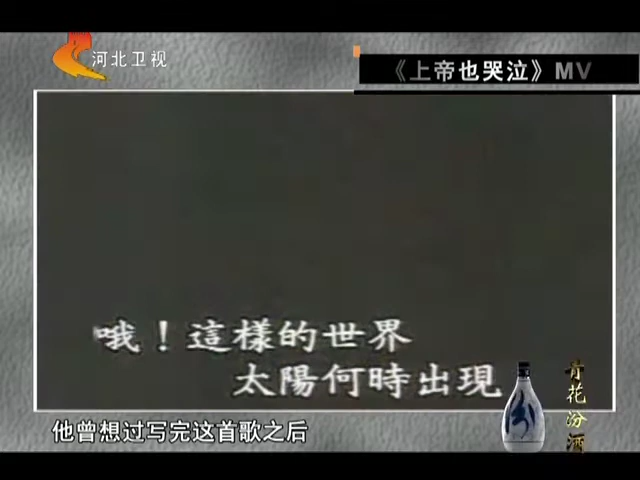 河北卫视
《上帝也哭泣》MV
哦！這樣的世界
太陽何時出現
他曾想过写完这首歌之后
青花汾酒
汾